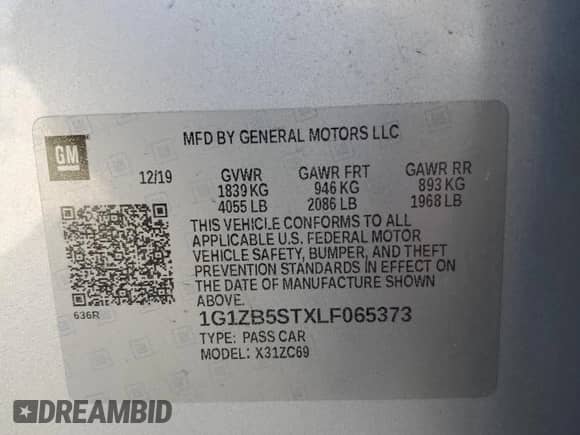 MFD BY GENERAL MOTORS LLC
GM
12/19 GVWR GAWR FRT GAWR RR
1839 KG 946 KG 893 KG
4055 LB 2086 LB 1968 LB
THIS VEHICLE CONFORMS TO ALL
APPLICABLE U.S. FEDERAL MOTOR
VEHICLE SAFETY, BUMPER, AND THEFT
PREVENTION STANDARDS IN EFFECT ON
THE DATE OF MANUFACTURE SHOWN
ABOVE.
636R
1G1ZB5STXLF065373
TYPE: PASS CAR
MODEL: X31ZC69
DREAMBID